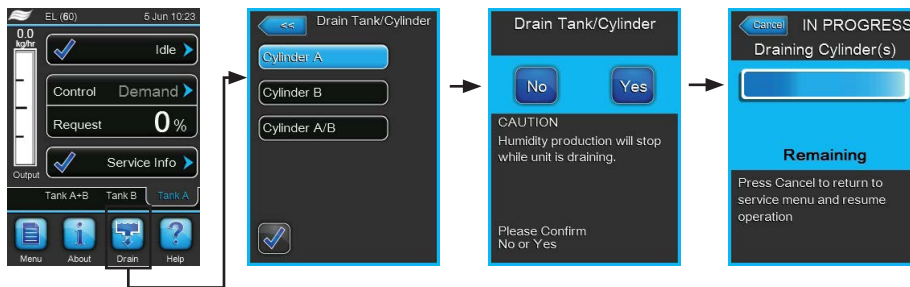 EL (60) 5 Jun 10:23
0.0
kg/hr
Idle
Control Demand
Request 0 %
Service Info
Output
Tank A+B Tank B Tank A
Menu About Drain Help
<< Drain Tank/Cylinder
Cylinder A
Cylinder B
Cylinder A/B
Drain Tank/Cylinder
No Yes
CAUTION
Humidity production will stop
while unit is draining.
Please Confirm
No or Yes
Cancel IN PROGRESS
Draining Cylinder(s)
Remaining
Press Cancel to return to
service menu and resume
operation